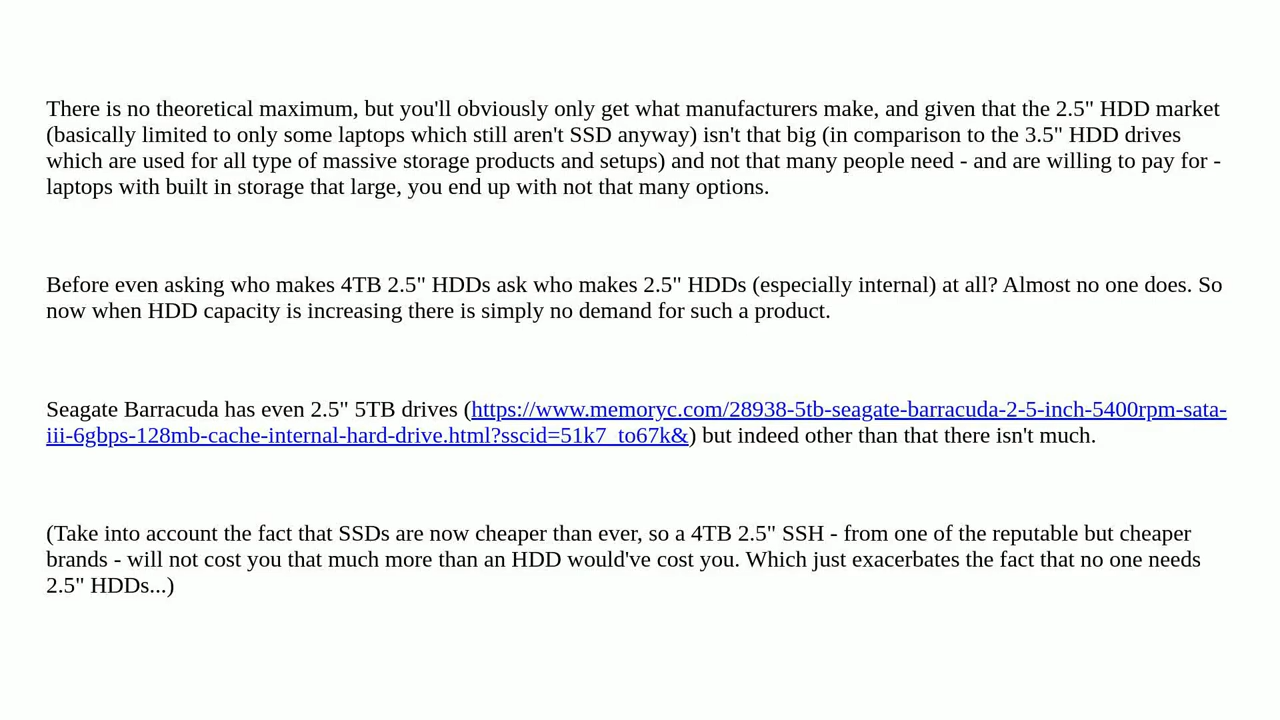 There is no theoretical maximum, but you'll obviously only get what manufacturers make, and given that the 2.5" HDD market
(basically limited to only some laptops which still aren't SSD anyway) isn't that big (in comparison to the 3.5" HDD drives
which are used for all type of massive storage products and setups) and not that many people need - and are willing to pay for -
laptops with built in storage that large, you end up with not that many options.
Before even asking who makes 4TB 2.5" HDDs ask who makes 2.5" HDDs (especially internal) at all? Almost no one does. So
now when HDD capacity is increasing there is simply no demand for such a product.
Seagate Barracuda has even 2.5" 5TB drives (https://www.memoryc.com/28938-5tb-seagate-barracuda-2-5-inch-5400rpm-sata-
iii-6gbps-128mb-cache-internal-hard-drive.html?sscid=51k7_to67k&) but indeed other than that there isn't much.
(Take into account the fact that SSDs are now cheaper than ever, so a 4TB 2.5" SSH - from one of the reputable but cheaper
brands - will not cost you that much more than an HDD would've cost you. Which just exacerbates the fact that no one needs
2.5" HDDs...)